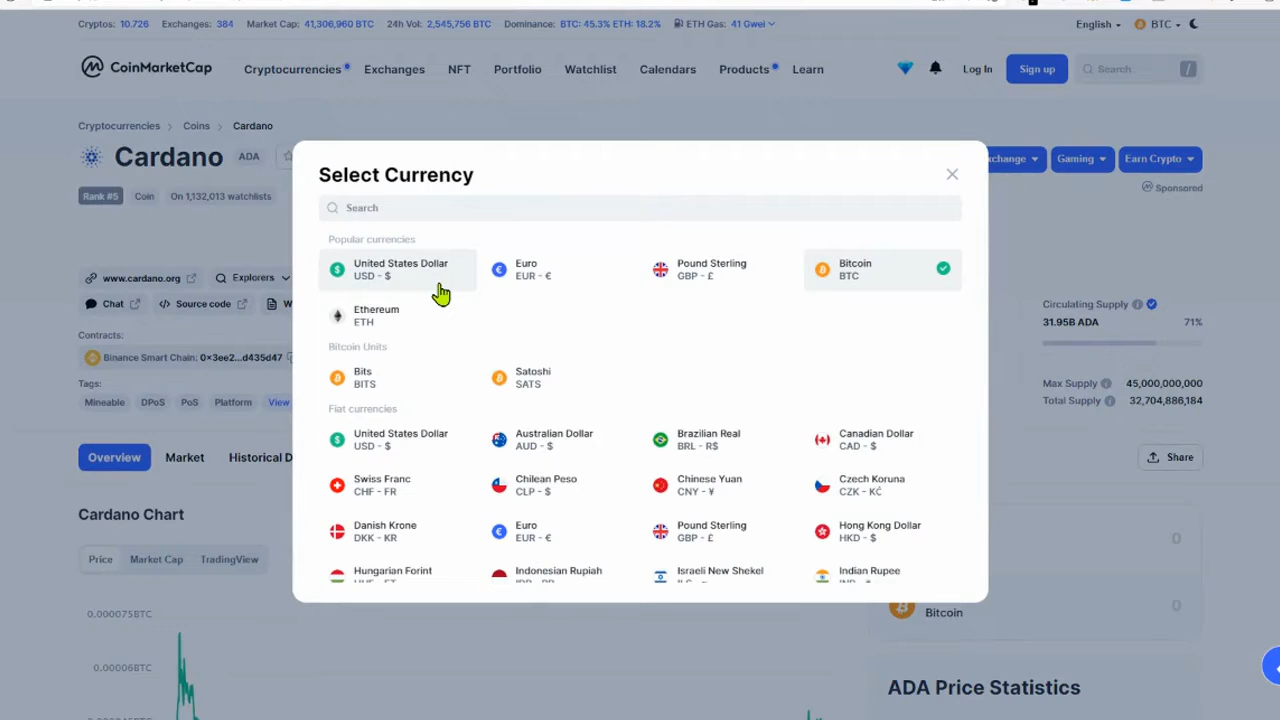 Cryptos: 10.726 Exchanges: 384 Market Cap: 41,306,960 BTC 24h Vol: 2,545,756 BTC Dominance: BTC: 45.3% ETH: 18.2% ETH Gas: 41 Gwei English BTC
CoinMarketCap Cryptocurrencies Exchanges NFT Portfolio Watchlist Calendars Products Learn Log In Sign up Search /
Cryptocurrencies Coins Cardano
Cardano ADA
Rank #5 Coin On 1,132,013 watchlists
Gaming Earn Crypto
Sponsored
www.cardano.org Explorers
Chat Source code
Contracts:
Binance Smart Chain: 0x3ee2...d435d47
Tags:
Mineable DPoS PoS Platform View
Overview Market Historical D
Cardano Chart
Price Market Cap TradingView
0.000075BTC
0.00006BTC
Select Currency
Search
Popular currencies
United States Dollar Euro Pound Sterling Bitcoin
USD - $ EUR - € GBP - £ BTC
Ethereum
ETH
Bitcoin Units
Bits Satoshi
BITS SATS
Fiat currencies
United States Dollar Australian Dollar Brazilian Real Canadian Dollar
USD - $ AUD - $ BRL - R$ CAD - $
Swiss Franc Chilean Peso Chinese Yuan Czech Koruna
CHF - FR CLP - $ CNY - ¥ CZK - KČ
Danish Krone Euro Pound Sterling Hong Kong Dollar
DKK - KR EUR - € GBP - £ HKD - $
Hungarian Forint Indonesian Rupiah Israeli New Shekel Indian Rupee
Circulating Supply
31.95B ADA 71%
Max Supply 45,000,000,000
Total Supply 32,704,886,184
Share
0
Bitcoin 0
ADA Price Statistics